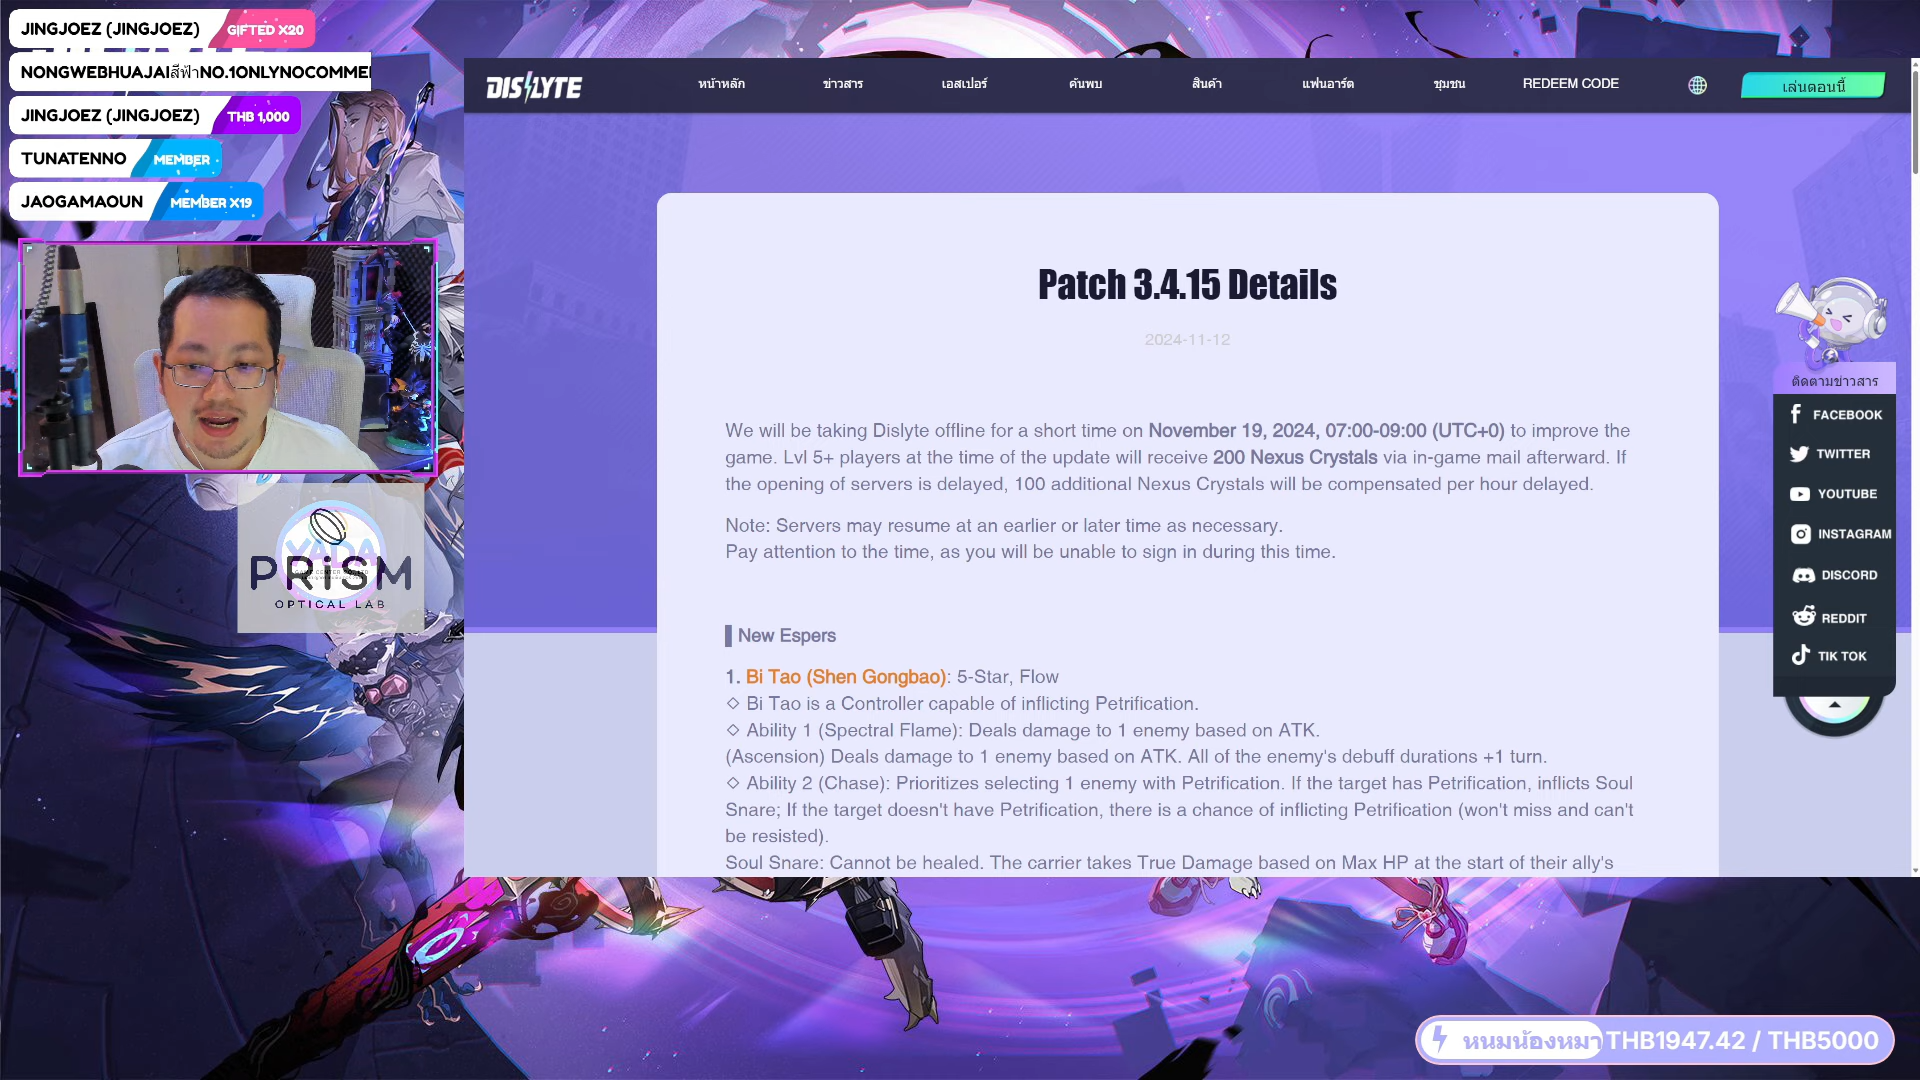 JINGJOEZ (JINGJOEZ) GIFTED X20
NONGWEBHUAJAIสีฟ้าNO.1ONLYNOCOMME
JINGJOEZ (JINGJOEZ) THB 1,000
TUNATENNO MEMBER
JAOGAMAOUN MEMBER X19
PRiSM
OPTICAL LAB
DISLYTE หน้าหลัก ข่าวสาร เอสเปอร์ ค้นพบ สินค้า แฟนอาร์ต ชุมชน REDEEM CODE เล่นตอนนี้
Patch 3.4.15 Details
2024-11-12
We will be taking Dislyte offline for a short time on November 19, 2024, 07:00-09:00 (UTC+0) to improve the
game. Lvl 5+ players at the time of the update will receive 200 Nexus Crystals via in-game mail afterward. If
the opening of servers is delayed, 100 additional Nexus Crystals will be compensated per hour delayed.
Note: Servers may resume at an earlier or later time as necessary.
Pay attention to the time, as you will be unable to sign in during this time.
New Espers
1. Bi Tao (Shen Gongbao): 5-Star, Flow
◇ Bi Tao is a Controller capable of inflicting Petrification.
◇ Ability 1 (Spectral Flame): Deals damage to 1 enemy based on ATK.
(Ascension) Deals damage to 1 enemy based on ATK. All of the enemy's debuff durations +1 turn.
◇ Ability 2 (Chase): Prioritizes selecting 1 enemy with Petrification. If the target has Petrification, inflicts Soul
Snare; If the target doesn't have Petrification, there is a chance of inflicting Petrification (won't miss and can't
be resisted).
Soul Snare: Cannot be healed. The carrier takes True Damage based on Max HP at the start of their ally's
ติดตามข่าวสาร
FACEBOOK
TWITTER
YOUTUBE
INSTAGRAM
DISCORD
REDDIT
TIK TOK
หนมน้องหมา THB1947.42 / THB5000